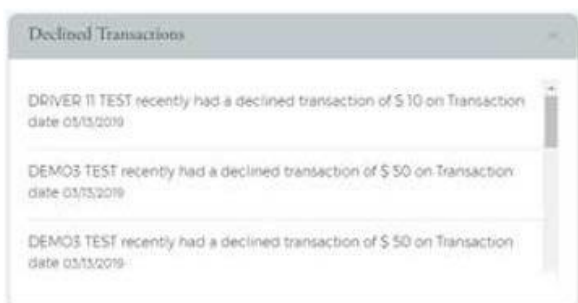 Declined Transactions
DRIVER 11 TEST recently had a declined transaction of $ 10 on Transaction
date 03/13/2019
DEMO3 TEST recently had a declined transaction of $ 50 on Transaction
date 03/13/2019
DEMO3 TEST recently had a declined transaction of $ 50 on Transaction
date 03/13/2019